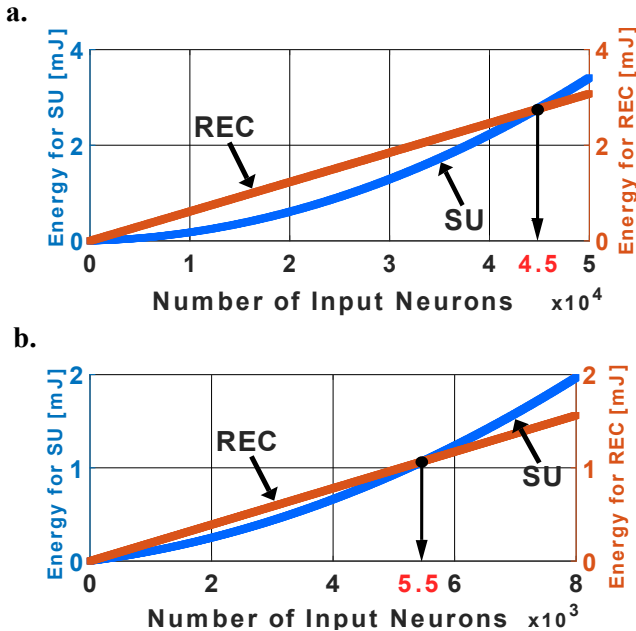 a.
Energy for SU [mJ]
4
2
0
REC
SU
4
2
0
Energy for REC [mJ]
0 1 2 3 4 4.5 5
Number of Input Neurons x10^4
b.
Energy for SU [mJ]
2
1
0
REC
SU
2
1
0
Energy for REC [mJ]
0 2 4 5.5 6 8
Number of Input Neurons x10^3